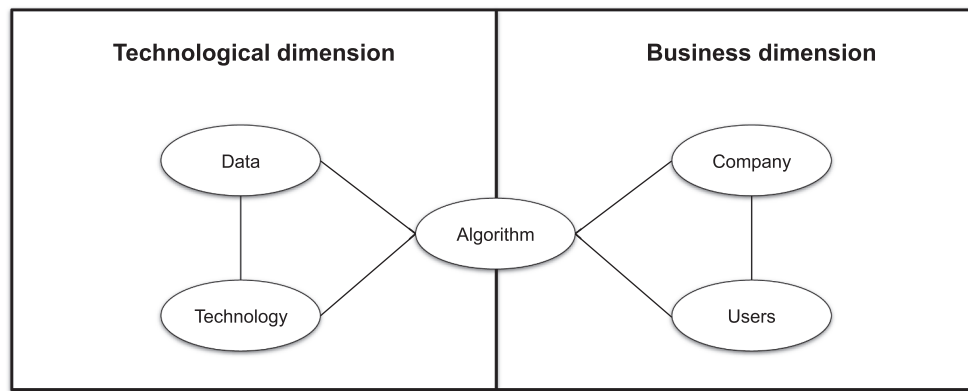 Technological dimension
Business dimension
Data
Company
Algorithm
Technology
Users